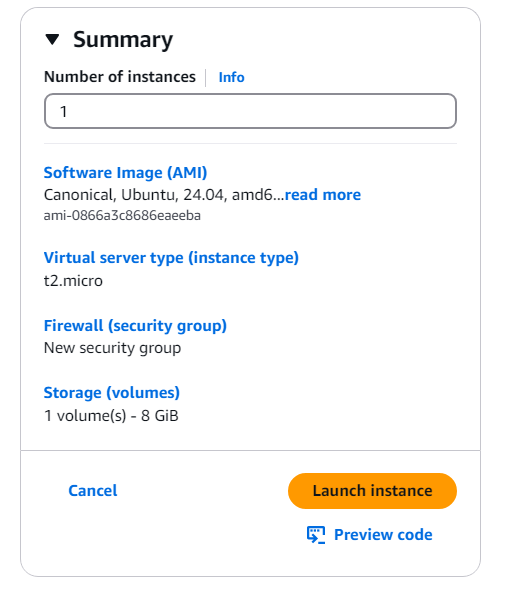 Summary
Number of instances Info
1
Software Image (AMI)
Canonical, Ubuntu, 24.04, amd6...read more
ami-0866a3c8686eaeeba
Virtual server type (instance type)
t2.micro
Firewall (security group)
New security group
Storage (volumes)
1 volume(s) - 8 GiB
Cancel
Launch instance
Preview code